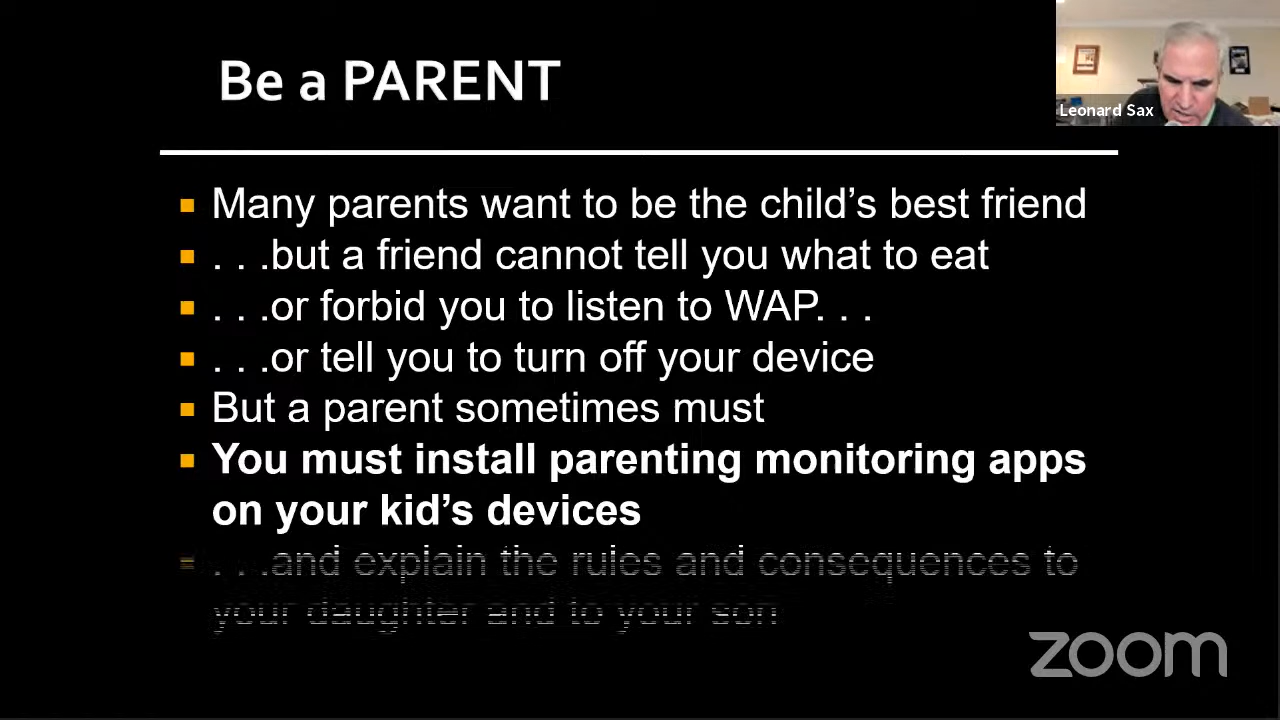 Be a PARENT
Leonard Sax
Many parents want to be the child’s best friend
. . .but a friend cannot tell you what to eat
. . .or forbid you to listen to WAP. . .
. . .or tell you to turn off your device
But a parent sometimes must
You must install parenting monitoring apps
on your kid’s devices
. . .and explain the rules and consequences to
your daughter and to your son
zoom